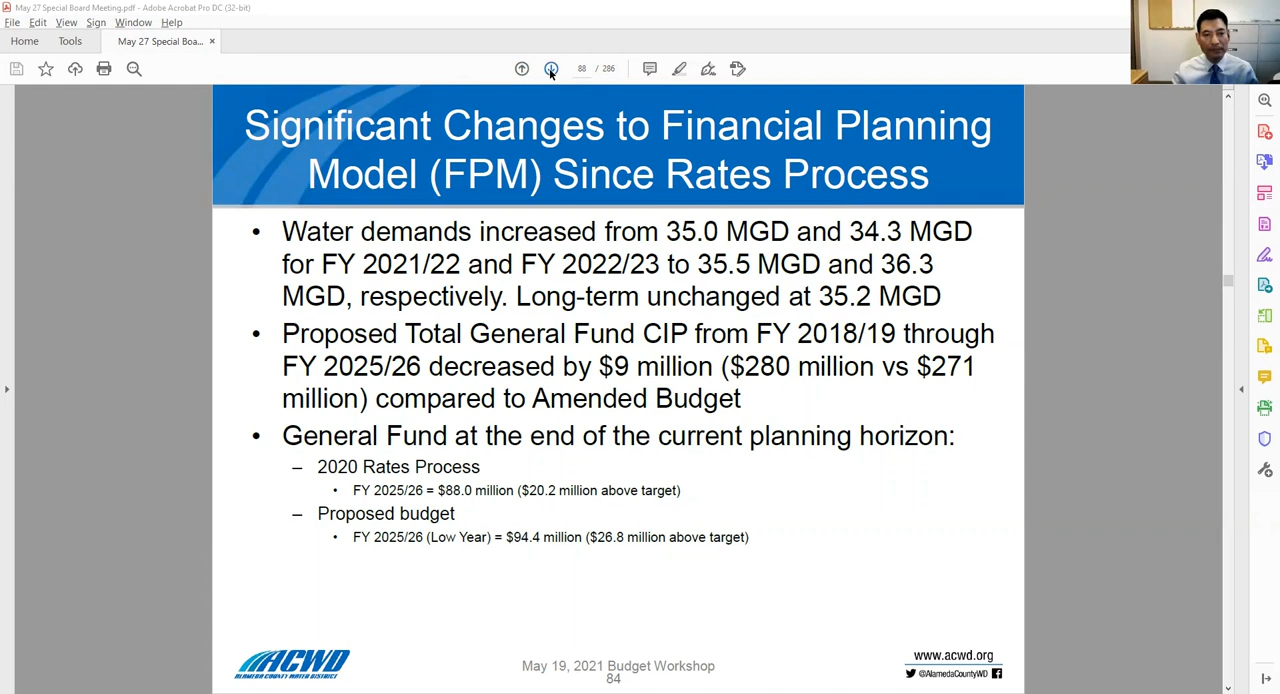 May 27 Special Board Meeting.pdf - Adobe Acrobat Pro DC (32-bit)
File Edit View Sign Window Help
Home Tools May 27 Special Boa... ×
88 / 286
Significant Changes to Financial Planning
Model (FPM) Since Rates Process
• Water demands increased from 35.0 MGD and 34.3 MGD
for FY 2021/22 and FY 2022/23 to 35.5 MGD and 36.3
MGD, respectively. Long-term unchanged at 35.2 MGD
• Proposed Total General Fund CIP from FY 2018/19 through
FY 2025/26 decreased by $9 million ($280 million vs $271
million) compared to Amended Budget
• General Fund at the end of the current planning horizon:
– 2020 Rates Process
• FY 2025/26 = $88.0 million ($20.2 million above target)
– Proposed budget
• FY 2025/26 (Low Year) = $94.4 million ($26.8 million above target)
ACWD
ALAMEDA COUNTY WATER DISTRICT
May 19, 2021 Budget Workshop
84
www.acwd.org
@AlamedaCountyWD